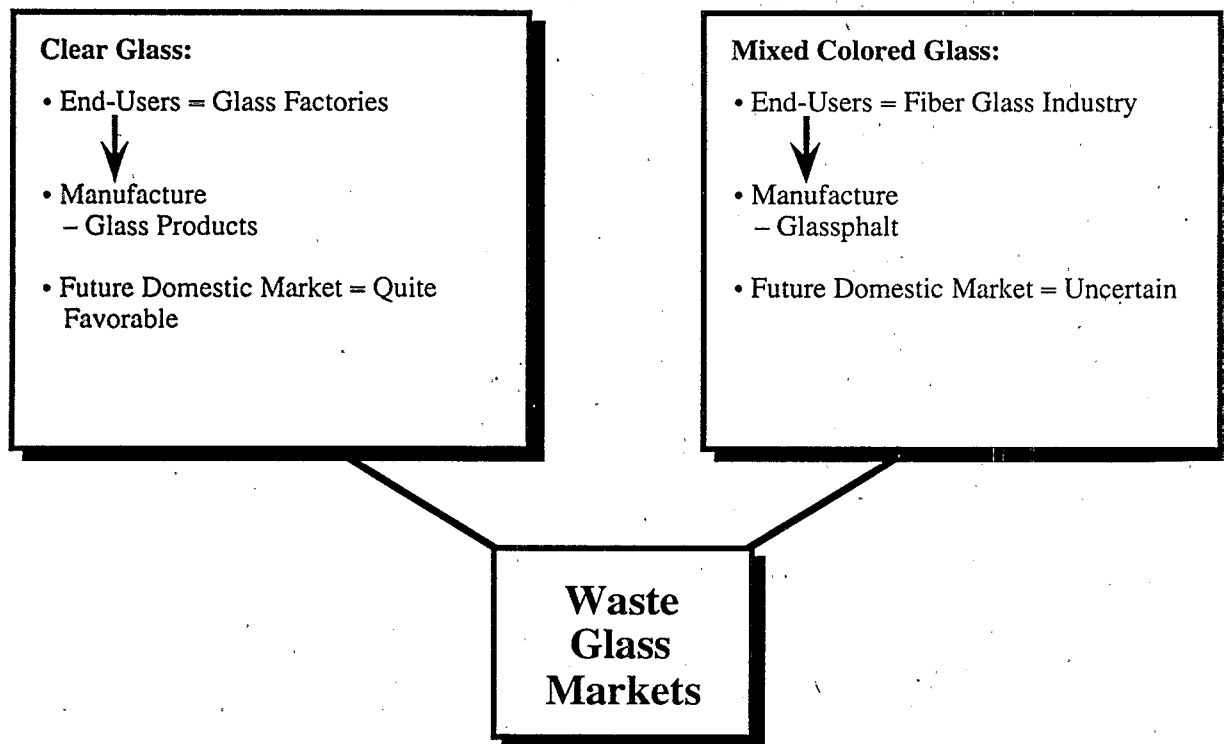 Clear Glass:
• End-Users = Glass Factories
• Manufacture
– Glass Products
• Future Domestic Market = Quite
Favorable
Mixed Colored Glass:
• End-Users = Fiber Glass Industry
• Manufacture
– Glassphalt
• Future Domestic Market = Uncertain
Waste
Glass
Markets